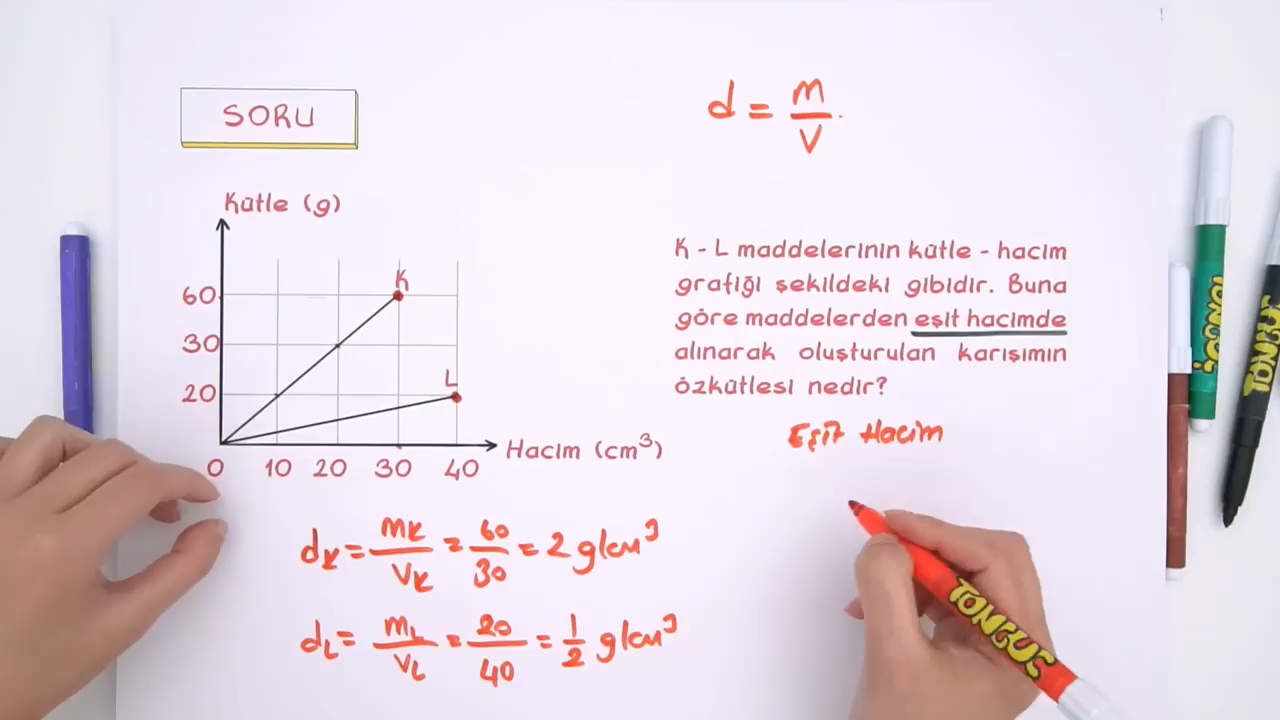 SORU
d = m / V
Kütle (g)
60
30
20
0
10
20
30
40
K
L
Hacim (cm³)
K - L maddelerinin kütle - hacim
grafiği şekildeki gibidir. Buna
göre maddelerden eşit hacimde
alınarak oluşturulan karışımın
özkütlesi nedir?
Eşit Hacim
dK = mK / VK = 60 / 30 = 2 g/cm³
dL = mL / VL = 20 / 40 = 1 / 2 g/cm³
TONGUÇ
TONGUÇ
TONGUÇ